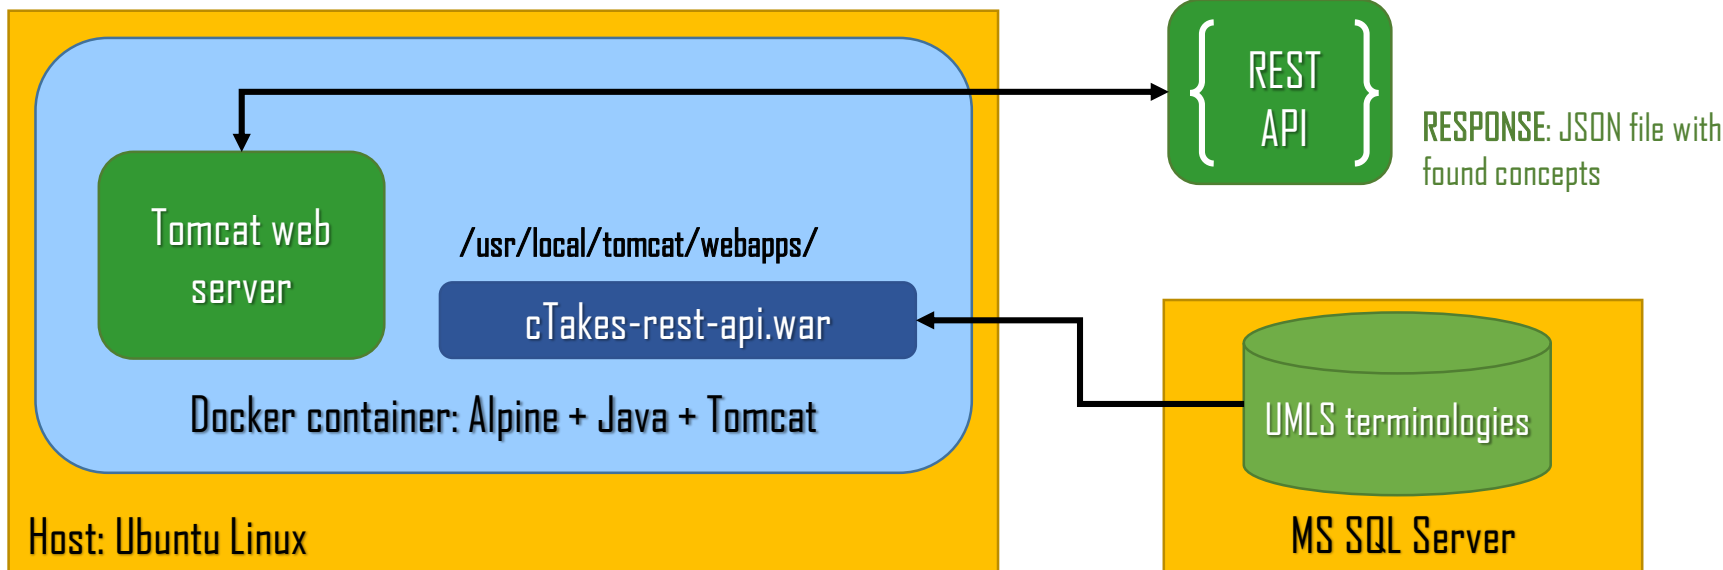 REST
API
RESPONSE: JSON file with
found concepts
Tomcat web
server
/usr/local/tomcat/webapps/
cTakes-rest-api.war
Docker container: Alpine + Java + Tomcat
Host: Ubuntu Linux
UMLS terminologies
MS SQL Server